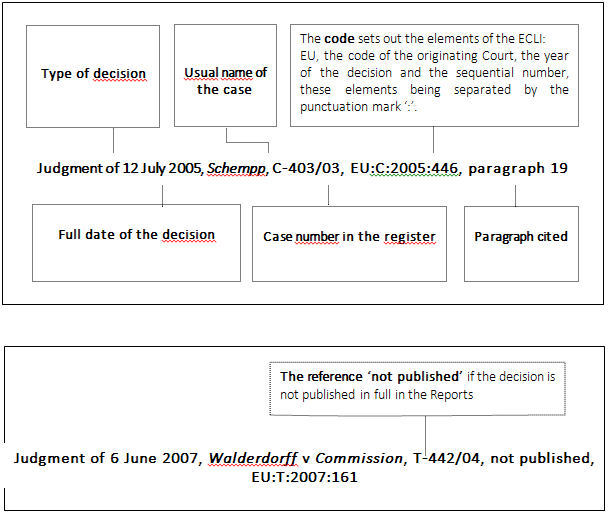 Type of decision
Usual name of
the case
The code sets out the elements of the ECLI:
EU, the code of the originating Court, the year
of the decision and the sequential number,
these elements being separated by the
punctuation mark ‘:’.
Judgment of 12 July 2005, Schempp, C-403/03, EU:C:2005:446, paragraph 19
Full date of the decision
Case number in the register
Paragraph cited
The reference ‘not published’ if the decision is
not published in full in the Reports
Judgment of 6 June 2007, Walderdorff v Commission, T-442/04, not published,
EU:T:2007:161